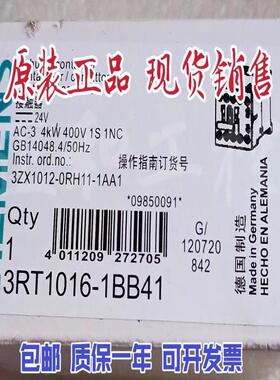 原装正品 现货销售
接触器
24V
AC-3 4kW 400V 1S 1NC
GB14048.4/50Hz
Instr. ord.no.: 操作指南订货号
3ZX1012-0RH11-1AA1
*09850091*
Qty
1
4 011209 272705
G/
120720
842
德国制造
Made in Germany
HECHO EN ALEMANIA
3RT1016-1BB41
包邮 质保一年 可开发票